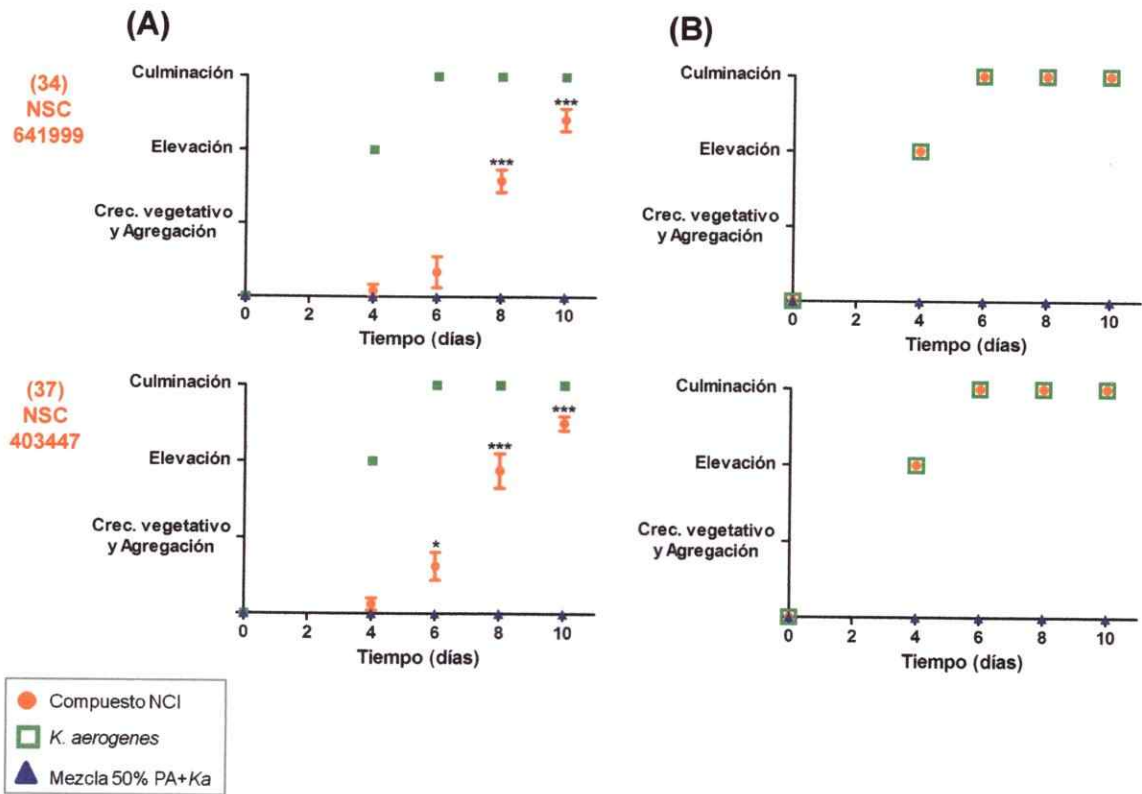 (A)
(B)
(34)
NSC
641999
Culminación
Elevación
Crec. vegetativo
y Agregación
***
***
0 2 4 6 8 10
Tiempo (días)
Culminación
Elevación
Crec. vegetativo
y Agregación
0 2 4 6 8 10
Tiempo (días)
(37)
NSC
403447
Culminación
Elevación
Crec. vegetativo
y Agregación
*
***
***
0 2 4 6 8 10
Tiempo (días)
Culminación
Elevación
Crec. vegetativo
y Agregación
0 2 4 6 8 10
Tiempo (días)
Compuesto NCI
K. aerogenes
Mezcla 50% PA+Ka